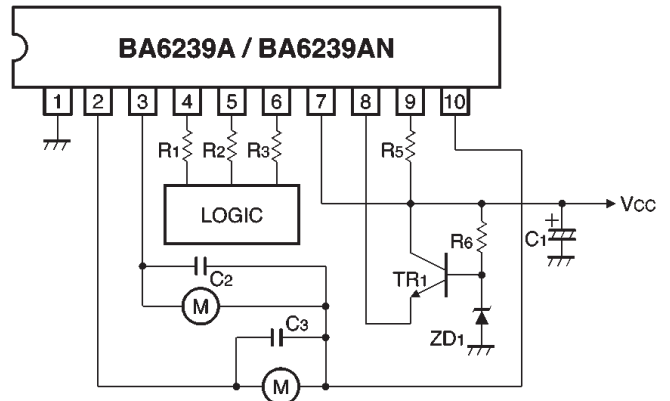 BA6239A / BA6239AN
1 2 3 4 5 6 7 8 9 10
R1 R2 R3 R5
LOGIC
VCC
+
C1
R6
C2
TR1
M
C3
ZD1
M